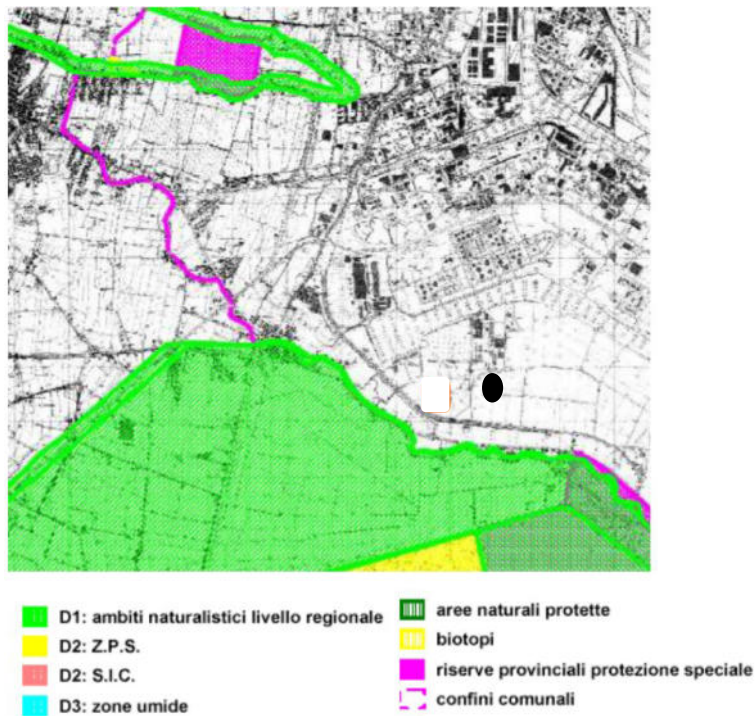 D1: ambiti naturalistici livello regionale
D2: Z.P.S.
D2: S.I.C.
D3: zone umide
aree naturali protette
biotopi
riserve provinciali protezione speciale
confini comunali